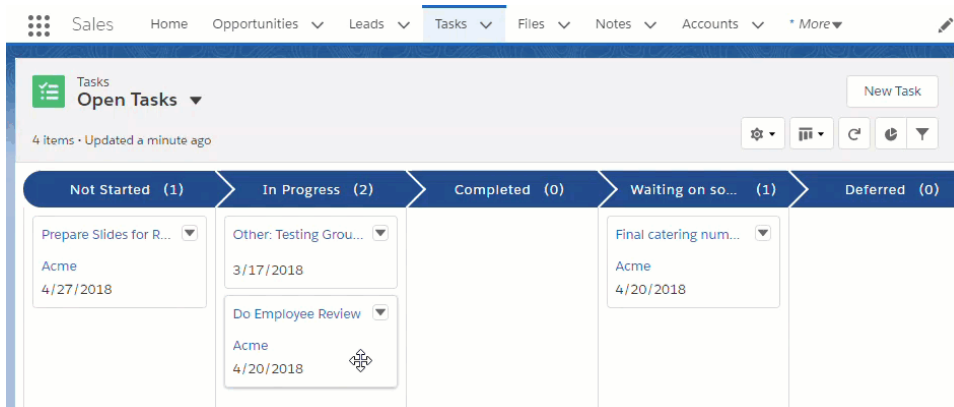 Sales Home Opportunities Leads Tasks Files Notes Accounts * More
Tasks
Open Tasks
New Task
4 items • Updated a minute ago
Not Started (1) In Progress (2) Completed (0) Waiting on so... (1) Deferred (0)
Prepare Slides for R... Other: Testing Grou... Final catering num...
Acme 3/17/2018 Acme
4/27/2018 4/20/2018
Do Employee Review
Acme
4/20/2018